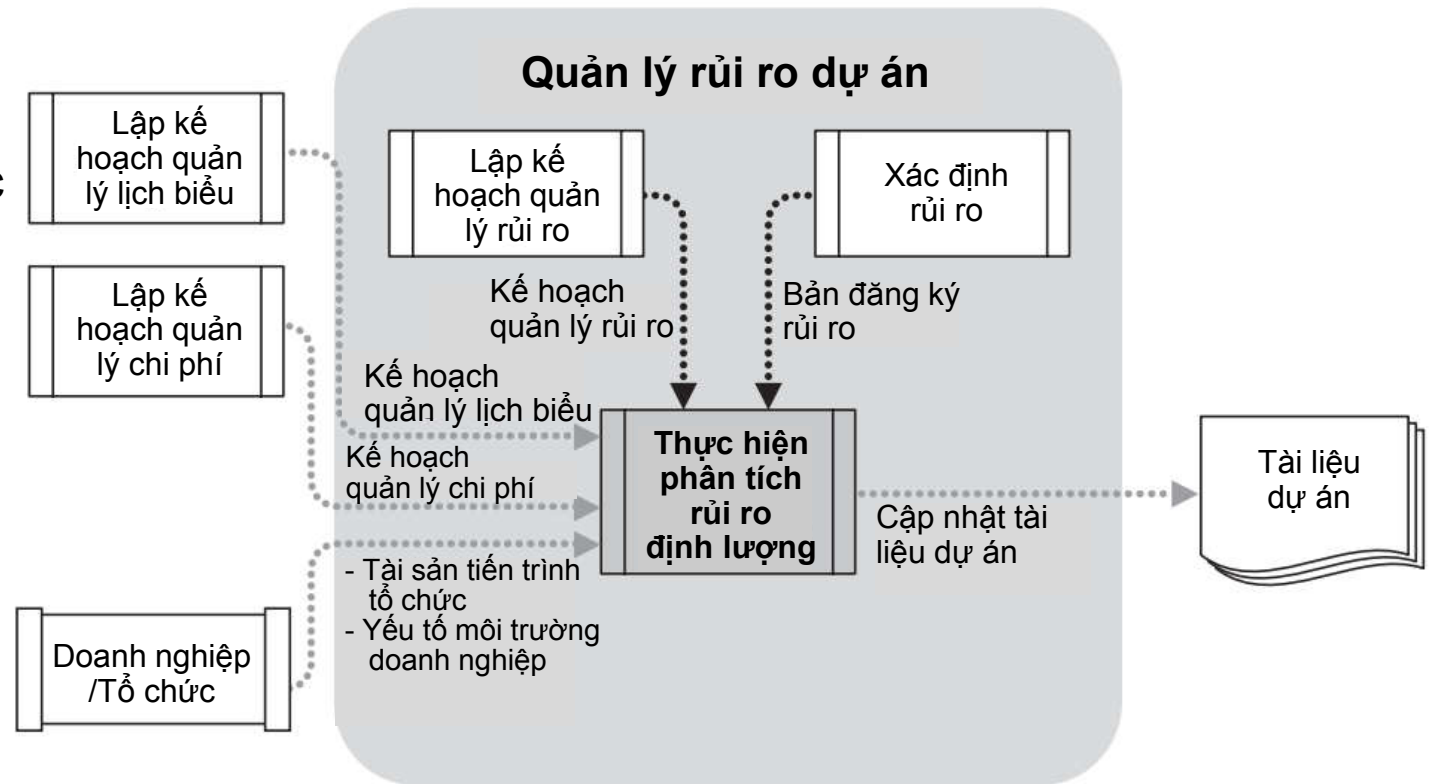 Quản lý rủi ro dự án
Lập kế
hoạch quản
lý lịch biểu
Lập kế
hoạch quản
lý rủi ro
Xác định
rủi ro
Lập kế
hoạch quản
lý chi phí
Kế hoạch
quản lý rủi ro
Bản đăng ký
rủi ro
Kế hoạch
quản lý lịch biểu
Kế hoạch
quản lý chi phí
Thực hiện
phân tích
rủi ro
định lượng
Cập nhật tài
liệu dự án
Tài liệu
dự án
- Tài sản tiến trình
tổ chức
- Yếu tố môi trường
doanh nghiệp
Doanh nghiệp
/Tổ chức